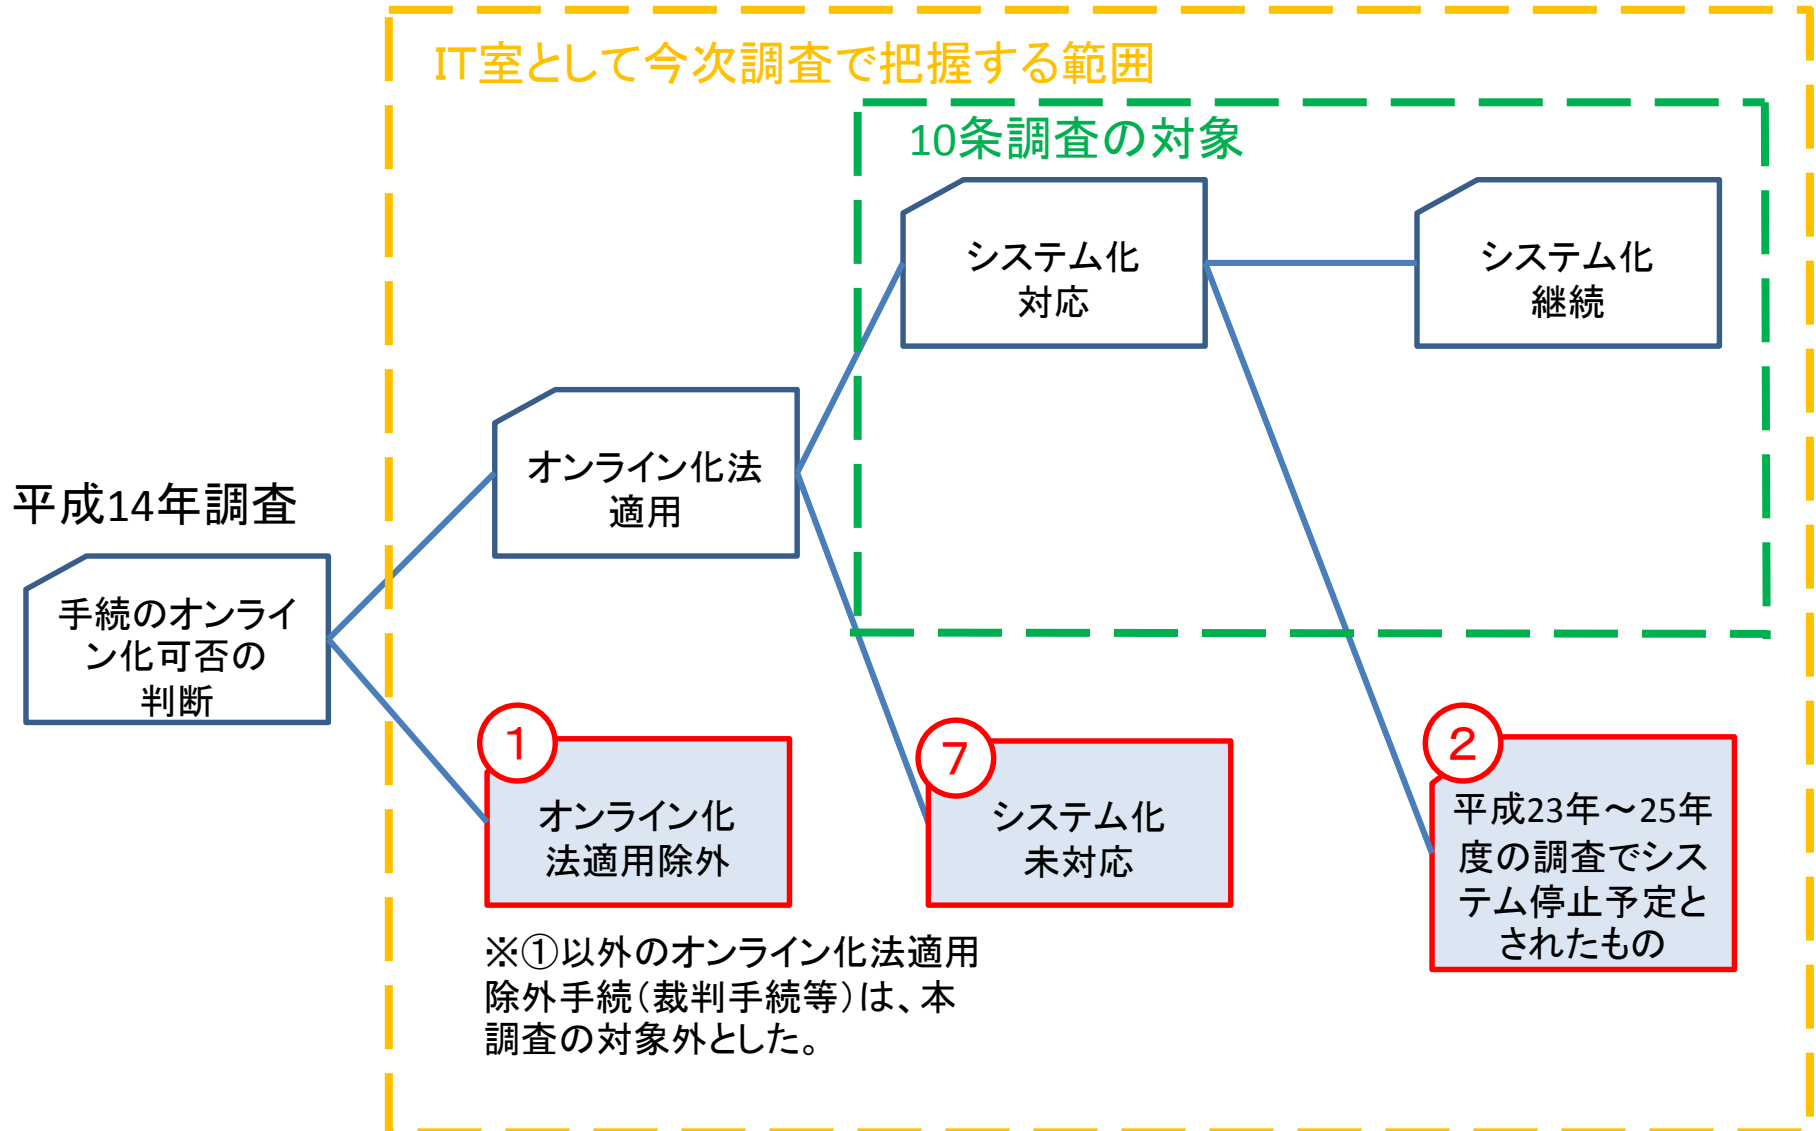 IT室として今次調査で把握する範囲
10条調査の対象
システム化
対応
システム化
継続
オンライン化法
適用
平成14年調査
手続のオンライ
ン化可否の
判断
1
オンライン化
法適用除外
7
システム化
未対応
2
平成23年～25年
度の調査でシス
テム停止予定と
されたもの
※①以外のオンライン化法適用
除外手続（裁判手続等）は、本
調査の対象外とした。